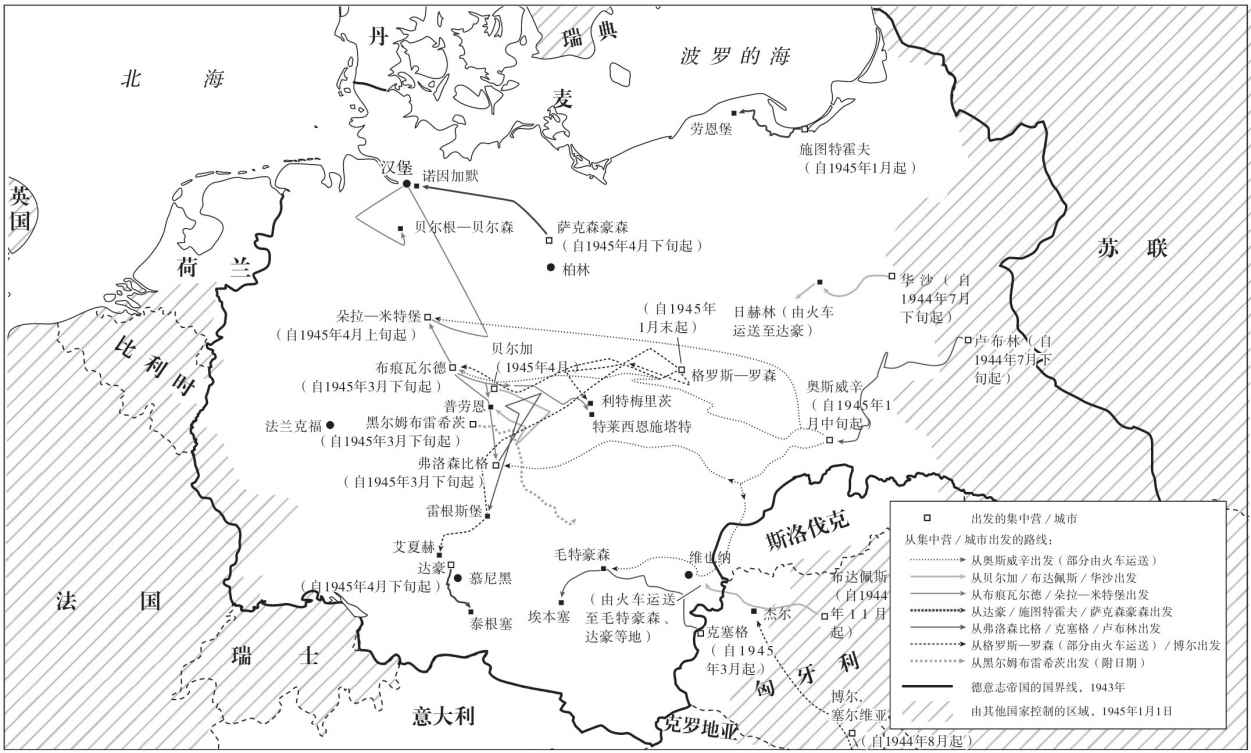 北 海
丹
麦
瑞典
波罗的海
英国
荷 兰
比利时
法 国
瑞 士
意大利
克罗地亚
匈牙利
斯洛伐克
苏 联
劳恩堡
施图特霍夫
(自1945年1月起)
汉堡
诺因加默
贝尔根—贝尔森
萨克森豪森
(自1945年4月下旬起)
柏林
华沙(自
1944年7月
下旬起)
日赫林(由火车
运送至达豪)
卢布林(自
1944年7月下
旬起)
朵拉—米特堡
(自1945年4月上旬起)
(自1945年
1月末起)
格罗斯—罗森
贝尔加
(1945年4月)
布痕瓦尔德
(自1945年3月下旬起)
奥斯威辛
(自1945年1
月中旬起)
利特梅里茨
特莱西恩施塔特
普劳恩
法兰克福
黑尔姆布雷希茨
(自1945年3月下旬起)
弗洛森比格
(自1945年3月下旬起)
雷根斯堡
艾夏赫
达豪
(自1945年4月下旬起)
慕尼黑
泰根塞
毛特豪森
埃本塞
维也纳
(由火车运送
至毛特豪森、
达豪等地)
克塞格
(自1945
年3月起)
杰尔
布达佩斯
(自1944
年11月
起)
博尔,
塞尔维亚
(自1944年8月起)
出发的集中营/城市
从集中营/城市出发的路线:
从奥斯威辛出发(部分由火车运送)
从贝尔加/布达佩斯/华沙出发
从布痕瓦尔德/朵拉—米特堡出发
从达豪/施图特霍夫/萨克森豪森出发
从弗洛森比格/克塞格/卢布林出发
从格罗斯—罗森(部分由火车运送)/博尔出发
从黑尔姆布雷希茨出发(附日期)
德意志帝国的国界线,1943年
由其他国家控制的区域,1945年1月1日